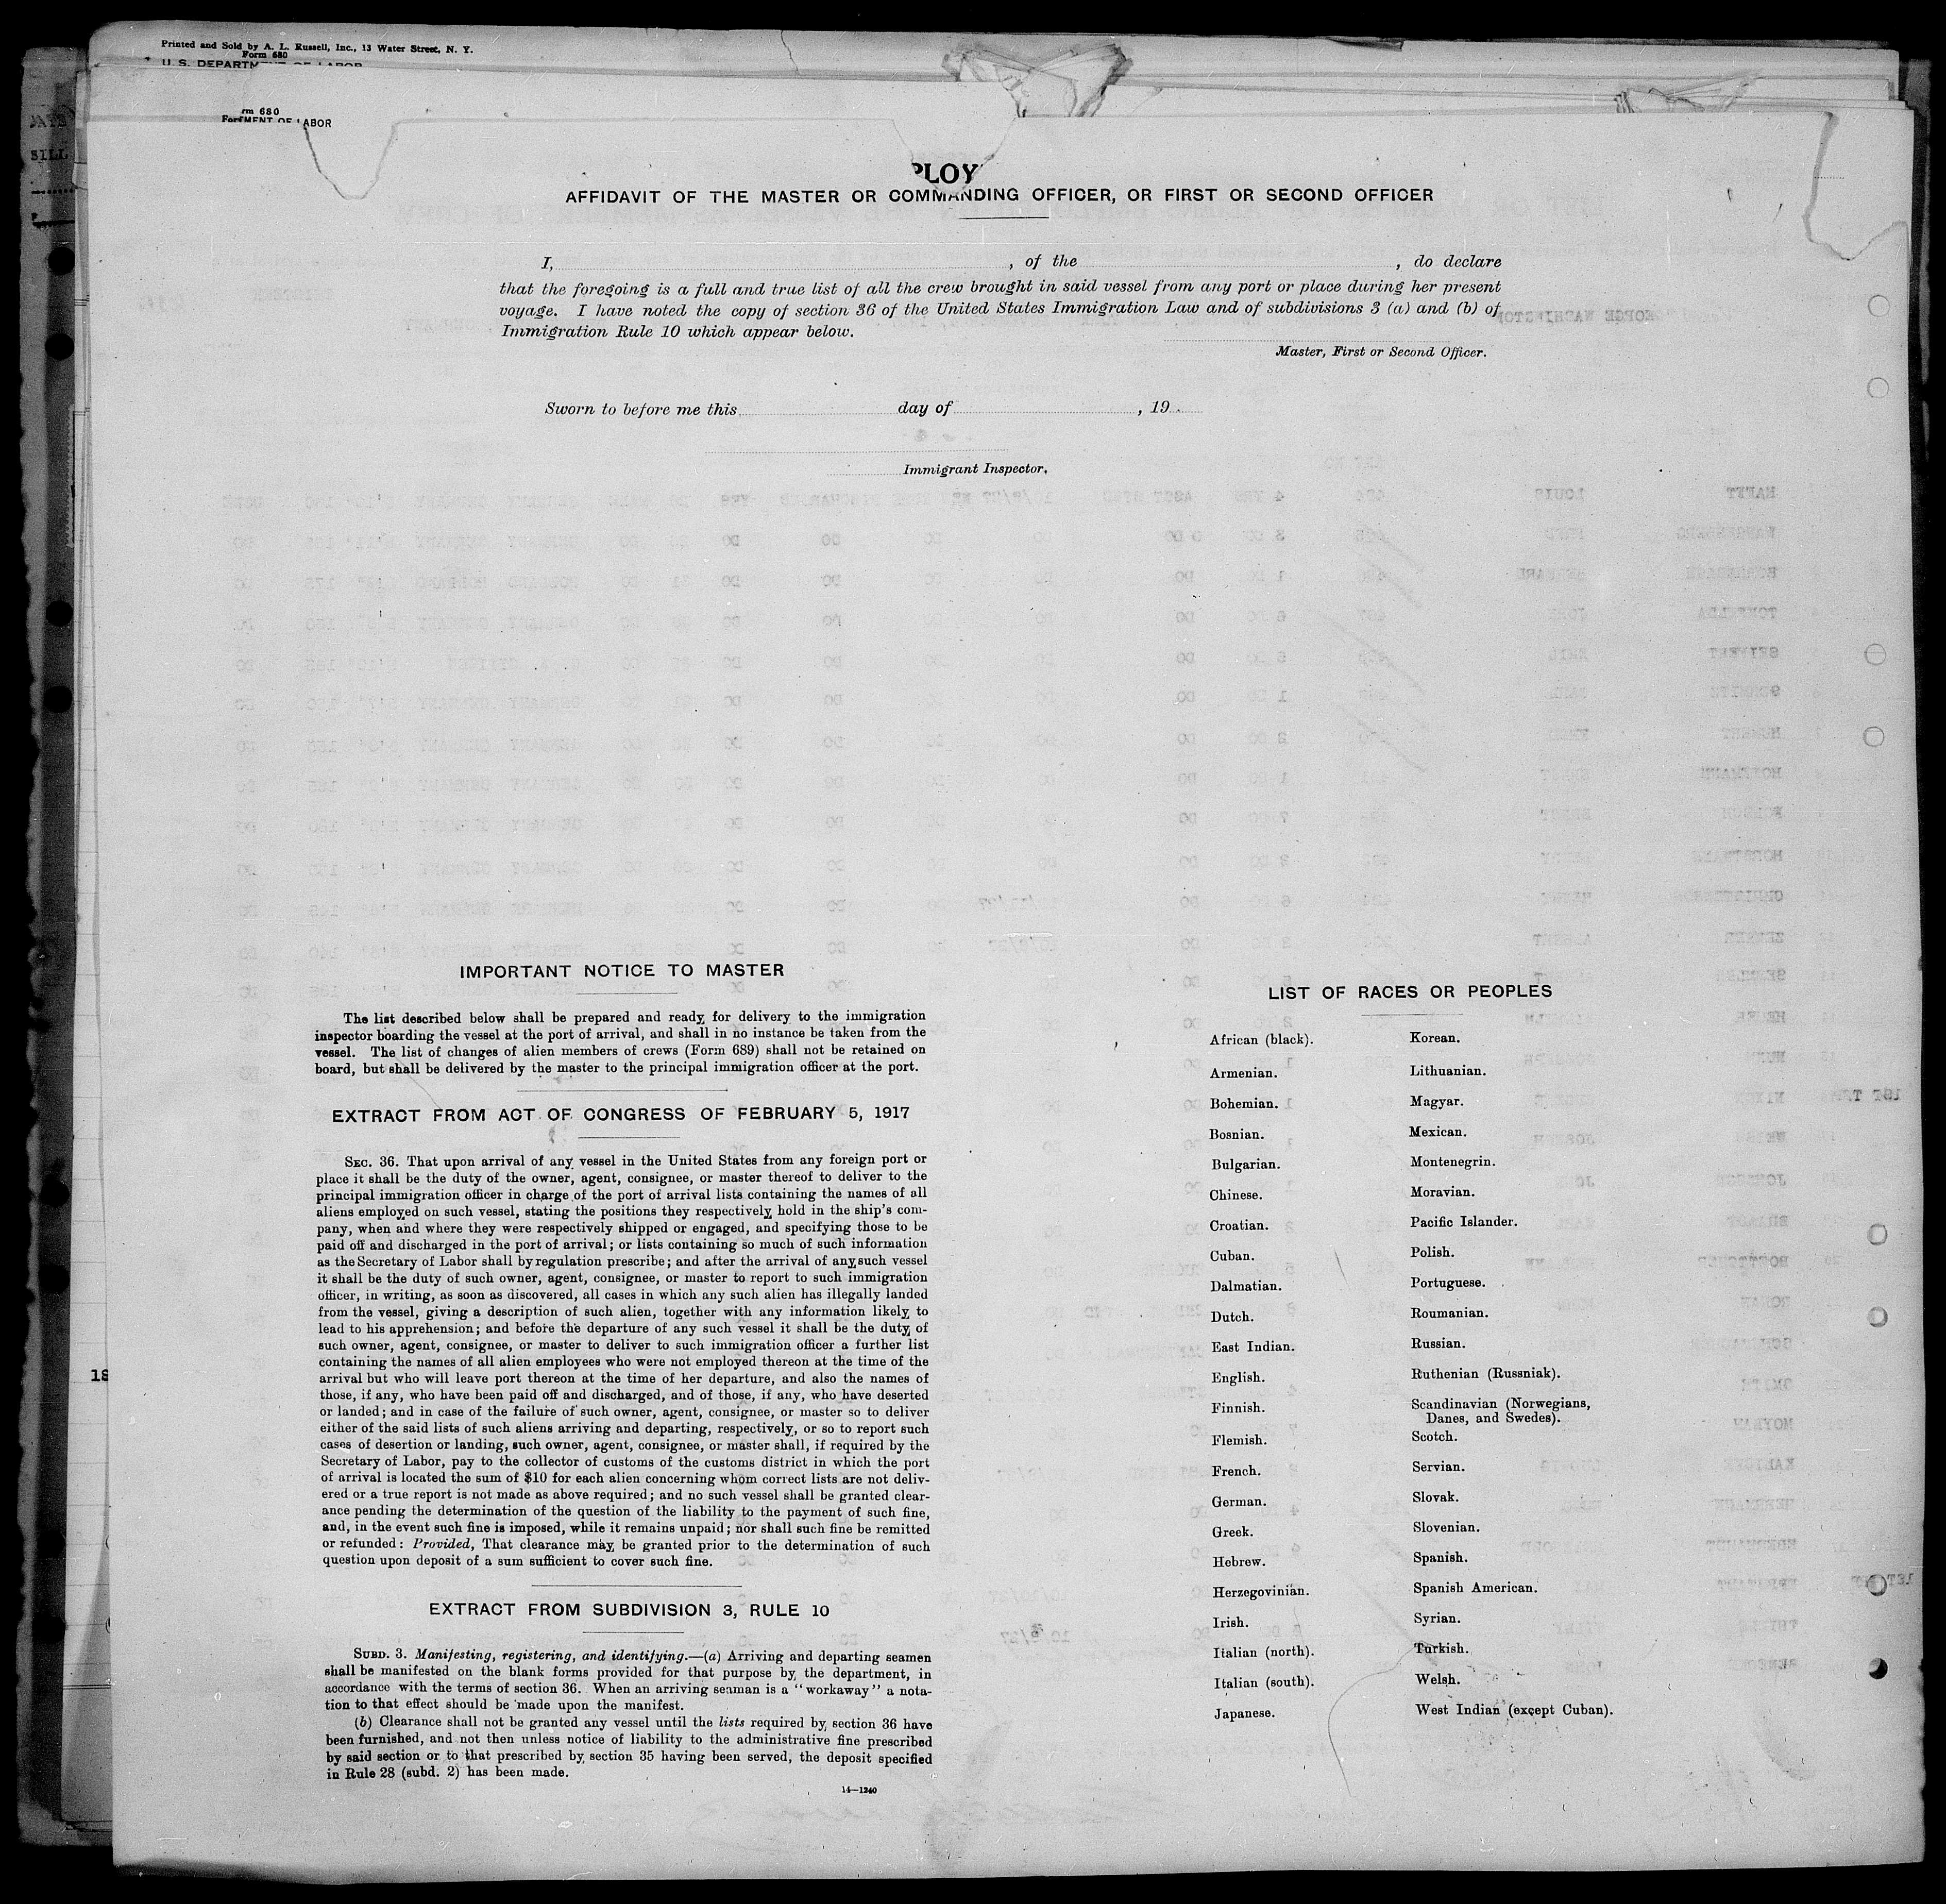 Printed and Sold by A. L. Russell, Inc., 13 Water Street, N. Y.
Form 680
U. S. DEPARTMENT OF LABOR
rm 680
LABOR
PLOY
AFFIDAVIT OF THE MASTER OR COMMANDING OFFICER, OR FIRST OR SECOND OFFICER
I, , of the , do declare
that the foregoing is a full and true list of all the crew brought in said vessel from any port or place during her present
voyage. I have noted the copy of section 36 of the United States Immigration Law and of subdivisions 3 (a) and (b) of
Immigration Rule 10 which appear below.
Master, First or Second Officer.
Sworn to before me this day of , 19
Immigrant Inspector.
IMPORTANT NOTICE TO MASTER
The list described below shall be prepared and ready for delivery to the immigration
inspector boarding the vessel at the port of arrival, and shall in no instance be taken from the
vessel. The list of changes of alien members of crews (Form 689) shall not be retained on
board, but shall be delivered by the master to the principal immigration officer at the port.
EXTRACT FROM ACT OF CONGRESS OF FEBRUARY 5, 1917
SEC. 36. That upon arrival of any vessel in the United States from any foreign port or
place it shall be the duty of the owner, agent, consignee, or master thereof to deliver to the
principal immigration officer in charge of the port of arrival lists containing the names of all
aliens employed on such vessel, stating the positions they respectively hold in the ship's com-
pany, when and where they were respectively shipped or engaged, and specifying those to be
paid off and discharged in the port of arrival; or lists containing so much of such information
as the Secretary of Labor shall by regulation prescribe; and after the arrival of any such vessel
it shall be the duty of such owner, agent, consignee, or master to report to such immigration
officer, in writing, as soon as discovered, all cases in which any such alien has illegally landed
from the vessel, giving a description of such alien, together with any information likely to
lead to his apprehension; and before the departure of any such vessel it shall be the duty of
such owner, agent, consignee, or master to deliver to such immigration officer a further list
containing the names of all alien employees who were not employed thereon at the time of the
arrival but who will leave port thereon at the time of her departure, and also the names of
those, if any, who have been paid off and discharged, and of those, if any, who have deserted
or landed; and in case of the failure of such owner, agent, consignee, or master so to deliver
either of the said lists of such aliens arriving and departing, respectively, or so to report such
cases of desertion or landing, such owner, agent, consignee, or master shall, if required by the
Secretary of Labor, pay to the collector of customs of the customs district in which the port
of arrival is located the sum of $10 for each alien concerning whom correct lists are not deliv-
ered or a true report is not made as above required; and no such vessel shall be granted clear-
ance pending the determination of the question of the liability to the payment of such fine,
and, in the event such fine is imposed, while it remains unpaid; nor shall such fine be remitted
or refunded: Provided, That clearance may be granted prior to the determination of such
question upon deposit of a sum sufficient to cover such fine.
EXTRACT FROM SUBDIVISION 3, RULE 10
SUBD. 3. Manifesting, registering, and identifying.—(a) Arriving and departing seamen
shall be manifested on the blank forms provided for that purpose by the department, in
accordance with the terms of section 36. When an arriving seaman is a "workaway" a nota-
tion to that effect should be made upon the manifest.
(b) Clearance shall not be granted any vessel until the lists required by section 36 have
been furnished, and not then unless notice of liability to the administrative fine prescribed
by said section or to that prescribed by section 35 having been served, the deposit specified
in Rule 28 (subd. 2) has been made.
14—1240
LIST OF RACES OR PEOPLES
African (black).
Armenian.
Bohemian.
Bosnian.
Bulgarian.
Chinese.
Croatian.
Cuban.
Dalmatian.
Dutch.
East Indian.
English.
Finnish.
Flemish.
French.
German.
Greek.
Hebrew.
Herzegovinian.
Irish.
Italian (north).
Italian (south).
Japanese.
Korean.
Lithuanian.
Magyar.
Mexican.
Montenegrin.
Moravian.
Pacific Islander.
Polish.
Portuguese.
Roumanian.
Russian.
Ruthenian (Russniak).
Scandinavian (Norwegians,
Danes, and Swedes).
Scotch.
Servian.
Slovak.
Slovenian.
Spanish.
Spanish American.
Syrian.
Turkish.
Welsh.
West Indian (except Cuban).